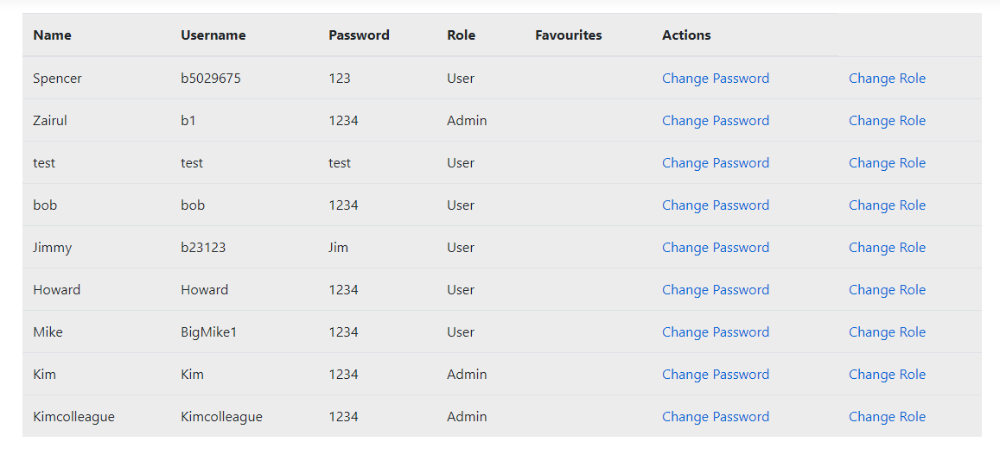 Name Username Password Role Favourites Actions
Spencer b5029675 123 User Change Password Change Role
Zairul b1 1234 Admin Change Password Change Role
test test test User Change Password Change Role
bob bob 1234 User Change Password Change Role
Jimmy b23123 Jim User Change Password Change Role
Howard Howard 1234 User Change Password Change Role
Mike BigMike1 1234 User Change Password Change Role
Kim Kim 1234 Admin Change Password Change Role
Kimcolleague Kimcolleague 1234 Admin Change Password Change Role